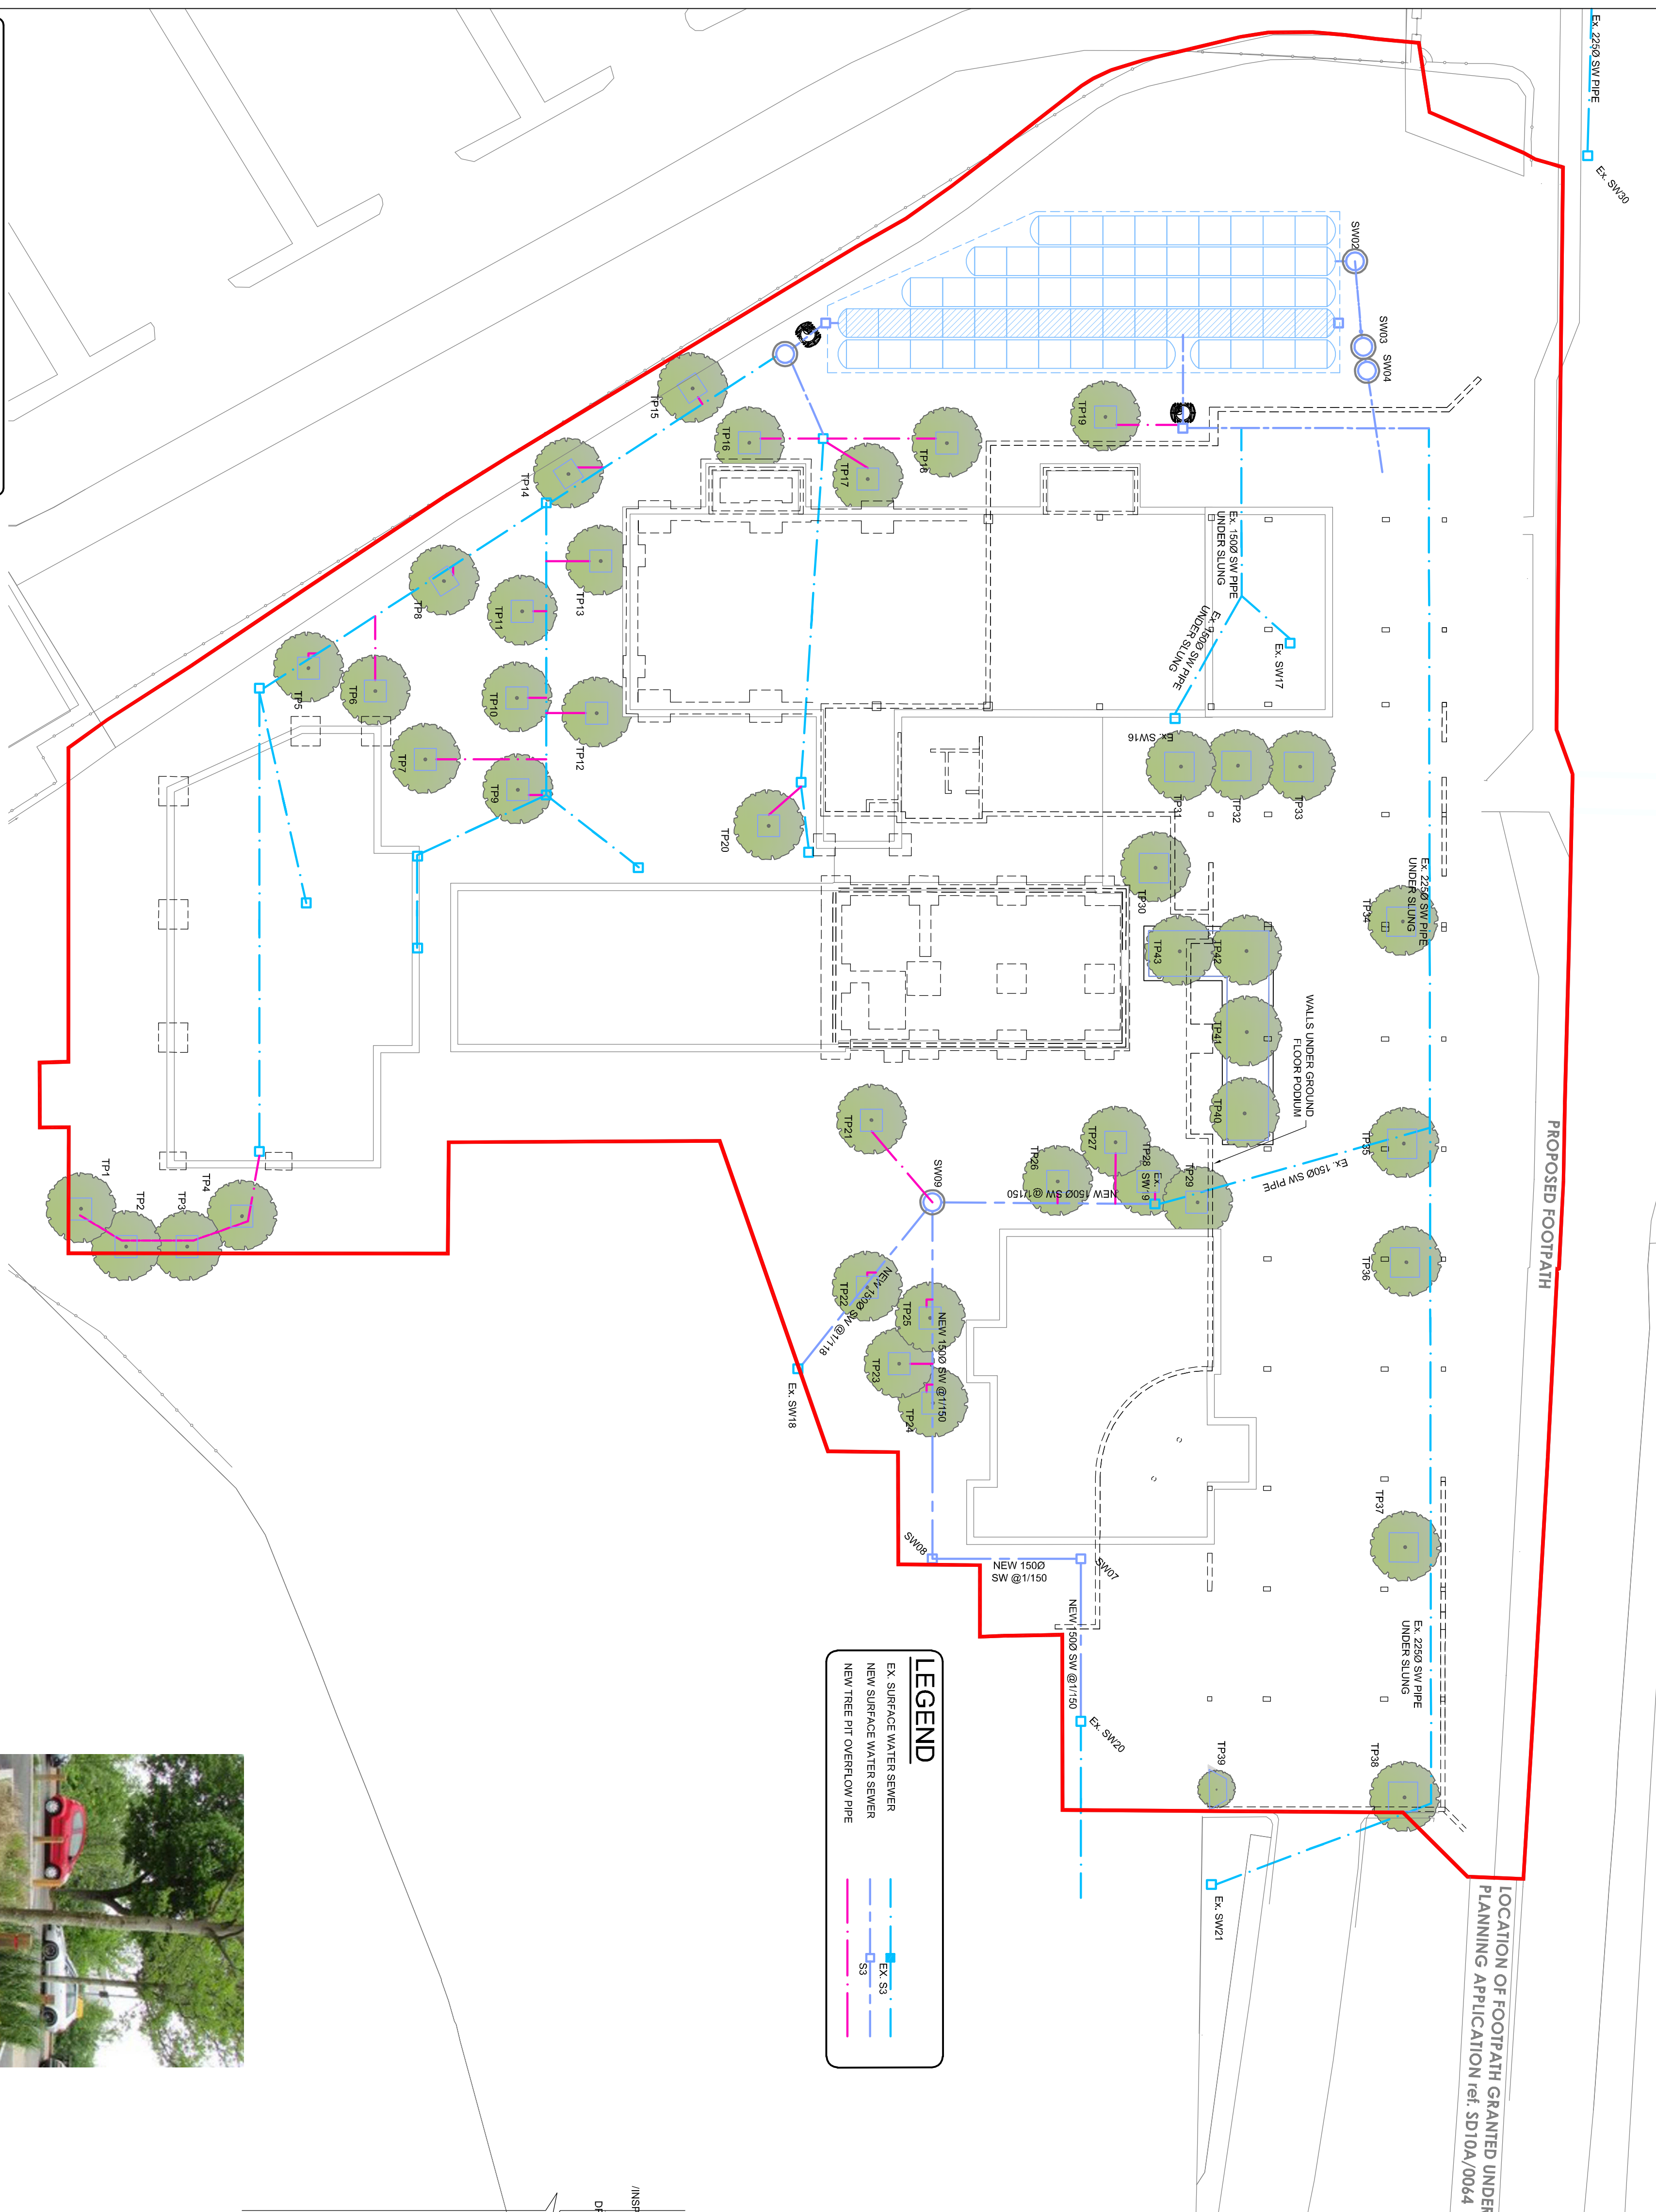 Ex. 225Ø SW PIPE
Ex. SW30
SW02
SW03
SW04
TP15
TP16
TP17
TP18
TP19
TP14
TP13
TP8
TP11
TP5
TP6
TP10
TP12
TP7
TP9
TP20
Ex. 150Ø SW PIPE
UNDER SLUNG
Ex. 150Ø SW PIPE
UNDER SLUNG
Ex. SW17
Ex. SW16
TP31
TP32
TP33
TP30
TP34
Ex. 225Ø SW PIPE
UNDER SLUNG
TP43
TP42
TP41
TP40
WALLS UNDER GROUND
FLOOR PODIUM
PROPOSED FOOTPATH
TP21
SW09
TP26
TP27
TP28
Ex.
SW19
TP29
NEW 150Ø SW @1/150
Ex. 150Ø SW PIPE
TP35
TP36
TP1
TP2
TP3
TP4
TP22
NEW 150Ø SW @1/118
TP25
NEW 150Ø SW @1/150
TP23
TP24
Ex. SW18
TP37
SW08
NEW 150Ø
SW @1/150
SW07
NEW 150Ø SW @1/150
Ex. SW20
Ex. 225Ø SW PIPE
UNDER SLUNG
TP39
TP38
Ex. SW21
LEGEND
EX. SURFACE WATER SEWER
EX. S3
NEW SURFACE WATER SEWER
S3
NEW TREE PIT OVERFLOW PIPE
LOCATION OF FOOTPATH GRANTED UNDER
PLANNING APPLICATION ref. SD10A/0064